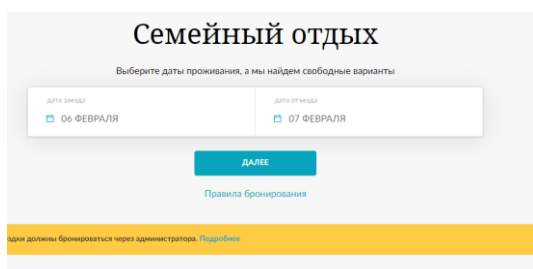 Семейный отдых
Выберите даты проживания, а мы найдем свободные варианты
дата заезда
06 ФЕВРАЛЯ
дата отъезда
07 ФЕВРАЛЯ
ДАЛЕЕ
Правила бронирования
должны бронироваться через администратора. Подробнее